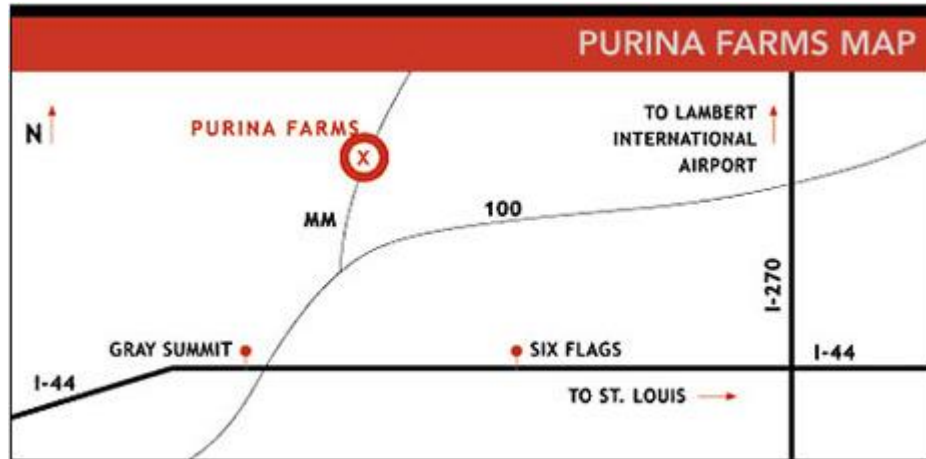 PURINA FARMS MAP
N
PURINA FARMS
X
TO LAMBERT
INTERNATIONAL
AIRPORT
MM
100
I-270
GRAY SUMMIT
SIX FLAGS
I-44
I-44
TO ST. LOUIS